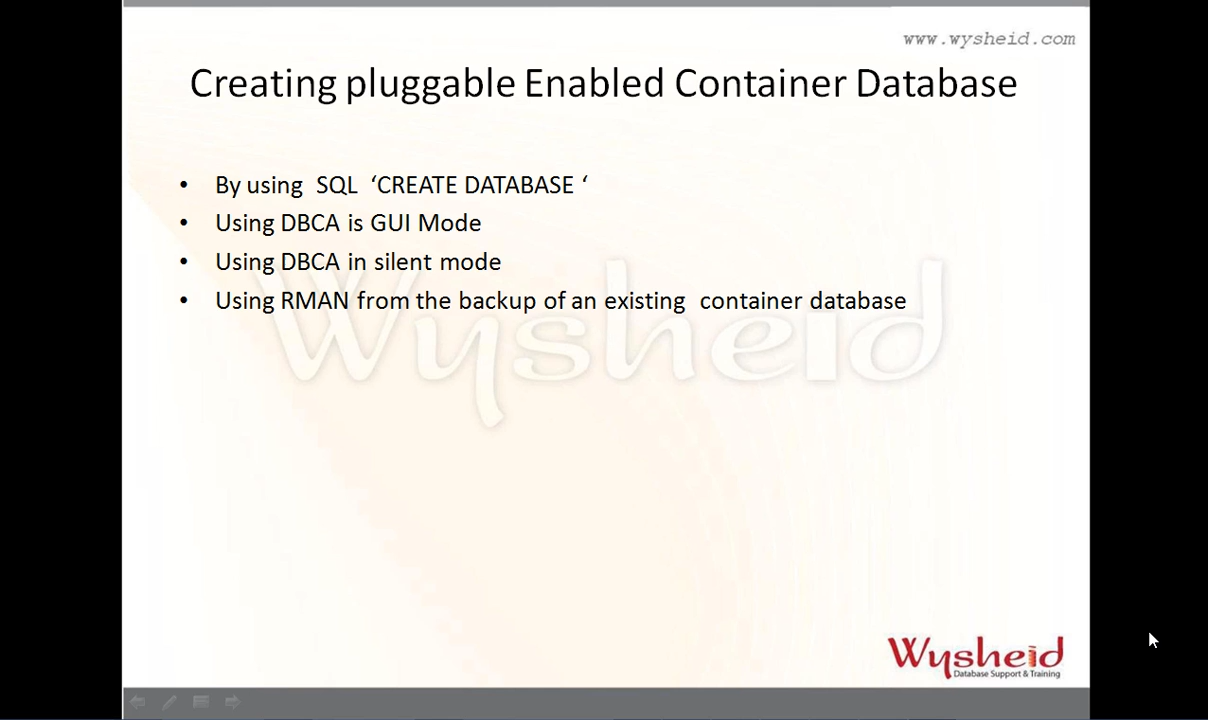 www.wysheid.com
Creating pluggable Enabled Container Database
• By using SQL ‘CREATE DATABASE ‘
• Using DBCA is GUI Mode
• Using DBCA in silent mode
• Using RMAN from the backup of an existing container database
Wysheid
Wysheid
Database Support & Training